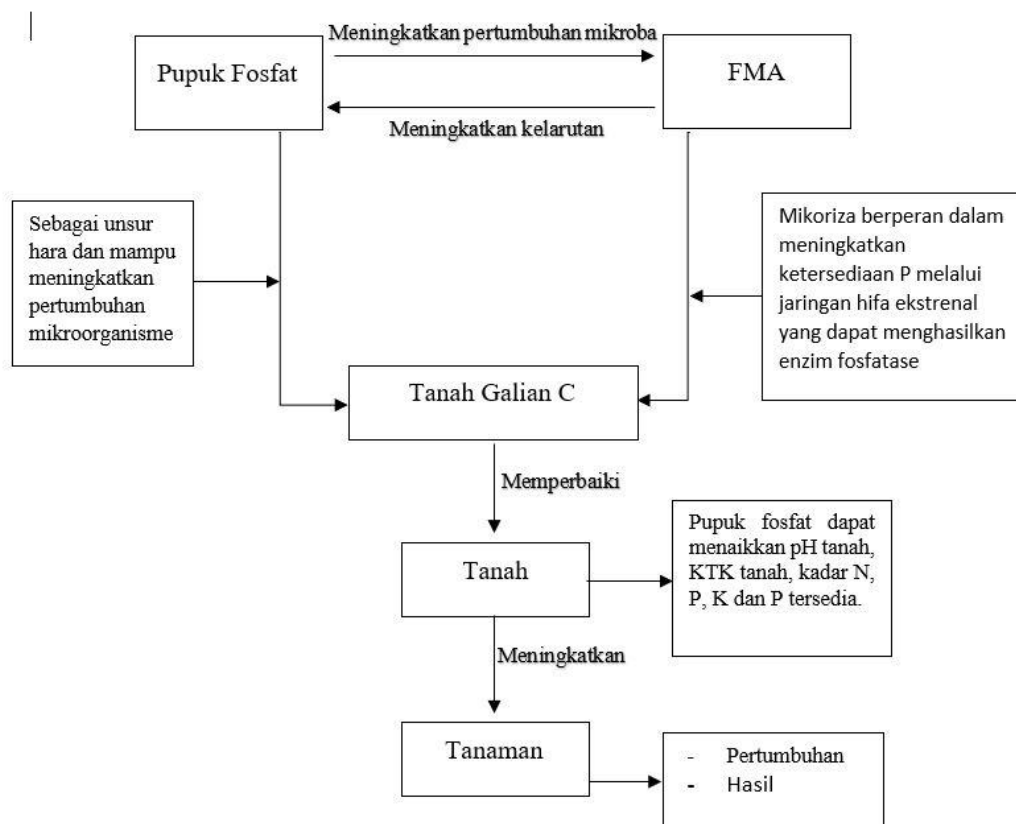 Meningkatkan pertumbuhan mikroba
Pupuk Fosfat
FMA
Meningkatkan kelarutan
Sebagai unsur
hara dan mampu
meningkatkan
pertumbuhan
mikroorganisme
Mikoriza berperan dalam
meningkatkan
ketersediaan P melalui
jaringan hifa ekstrenal
yang dapat menghasilkan
enzim fosfatase
Tanah Galian C
Memperbaiki
Tanah
Pupuk fosfat dapat
menaikkan pH tanah,
KTK tanah, kadar N,
P, K dan P tersedia.
Meningkatkan
Tanaman
- Pertumbuhan
- Hasil